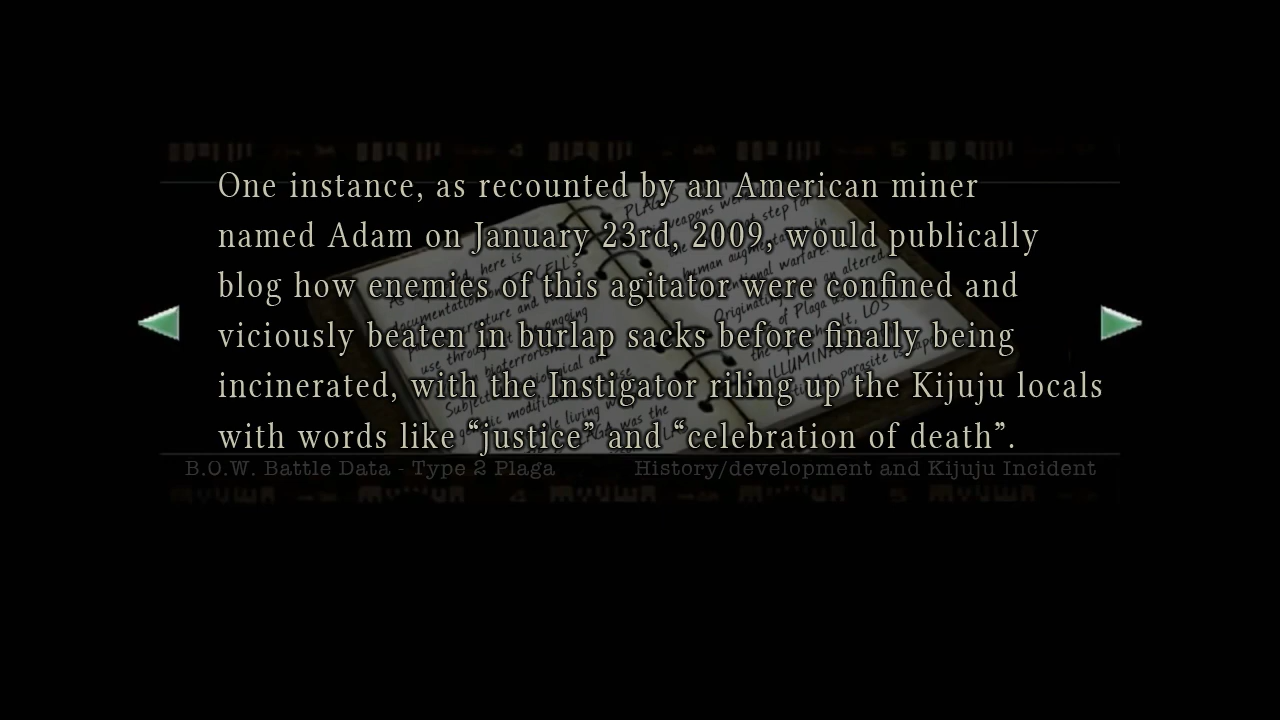 One instance, as recounted by an American miner
named Adam on January 23rd, 2009, would publically
blog how enemies of this agitator were confined and
viciously beaten in burlap sacks before finally being
incinerated, with the Instigator riling up the Kijuju locals
with words like “justice” and “celebration of death”.
B.O.W. Battle Data - Type 2 Plaga
History/development and Kijuju Incident